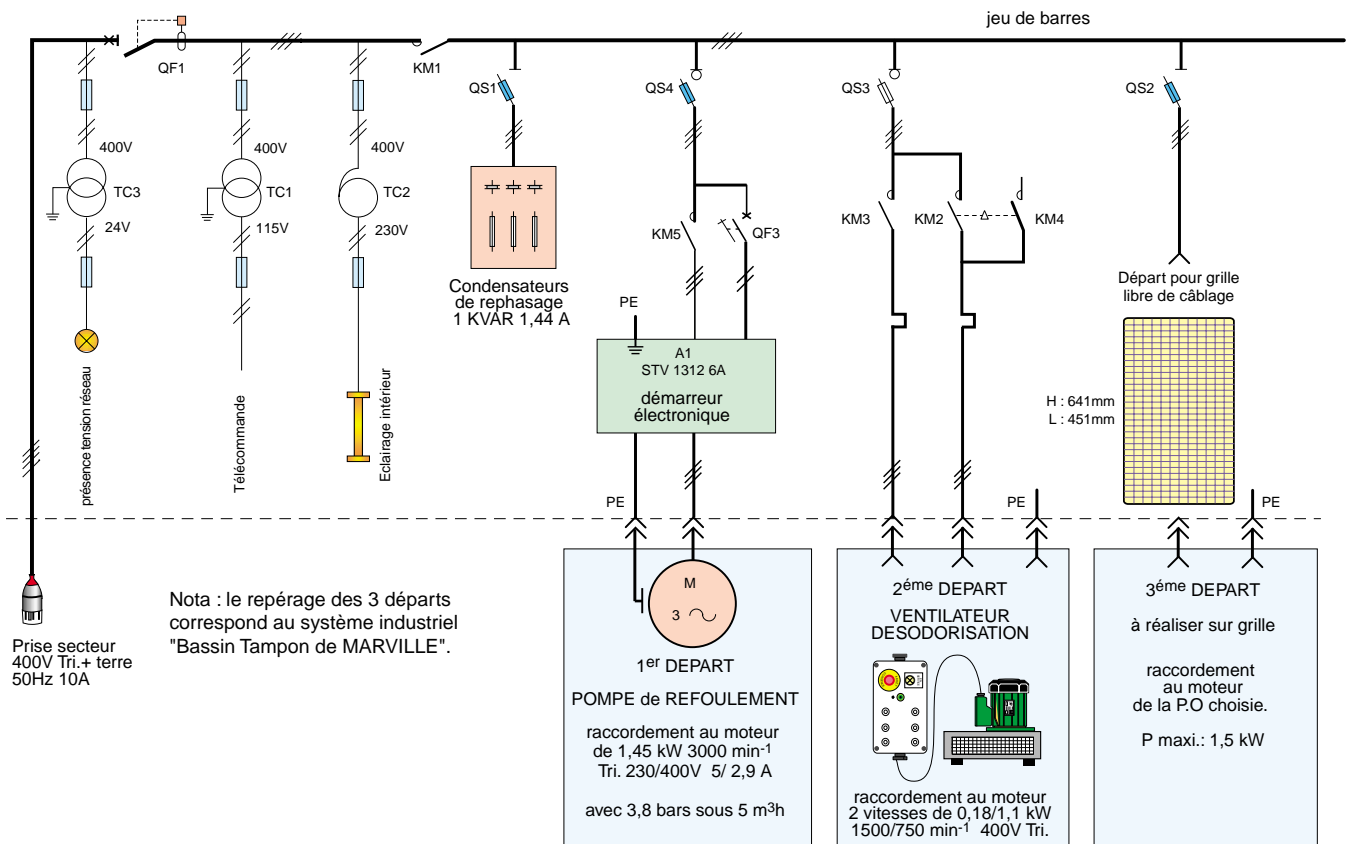 jeu de barres
QF1
KM1
QS1
QS4
QS3
QS2
400V
400V
400V
TC3
TC1
TC2
24V
115V
230V
KM5
QF3
KM3
KM2
KM4
Condensateurs
de rephasage
1 KVAR 1,44 A
Départ pour grille
libre de câblage
PE
A1
STV 1312 6A
démarreur
électronique
H : 641mm
L : 451mm
présence tension réseau
Télécommande
Eclairage intérieur
PE
PE
PE
Prise secteur
400V Tri.+ terre
50Hz 10A
Nota : le repérage des 3 départs
correspond au système industriel
"Bassin Tampon de MARVILLE".
M
3
1er DEPART
POMPE de REFOULEMENT
raccordement au moteur
de 1,45 kW 3000 min-1
Tri. 230/400V 5/ 2,9 A
avec 3,8 bars sous 5 m3h
2éme DEPART
VENTILATEUR
DESODORISATION
raccordement au moteur
2 vitesses de 0,18/1,1 kW
1500/750 min-1 400V Tri.
3éme DEPART
à réaliser sur grille
raccordement
au moteur
de la P.O choisie.
P maxi.: 1,5 kW